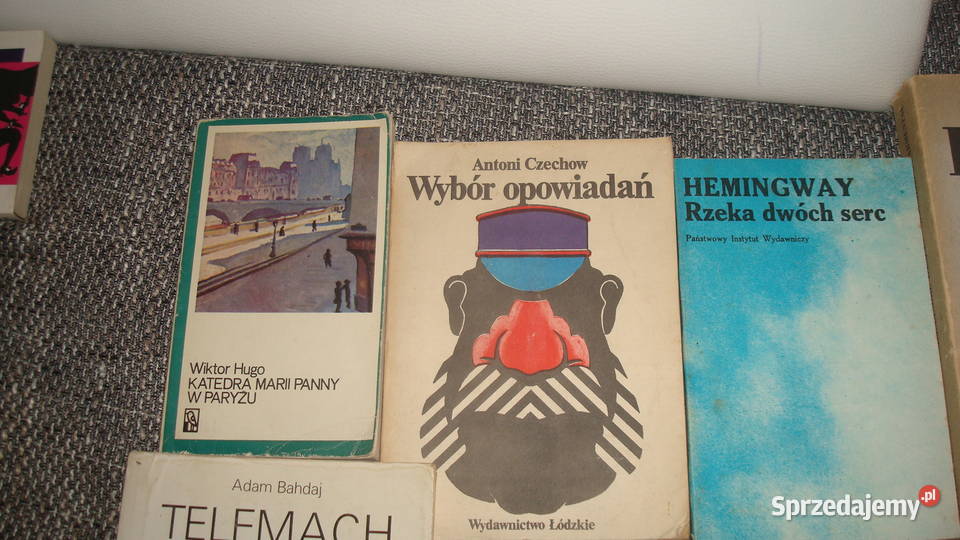 Wiktor Hugo
KATEDRA MARII PANNY
W PARYŻU
Antoni Czechow
Wybór opowiadań
Wydawnictwo Łódzkie
HEMINGWAY
Rzeka dwóch serc
Państwowy Instytut Wydawniczy
Adam Bahdaj
TELEMACH
Sprzedajemy.pl